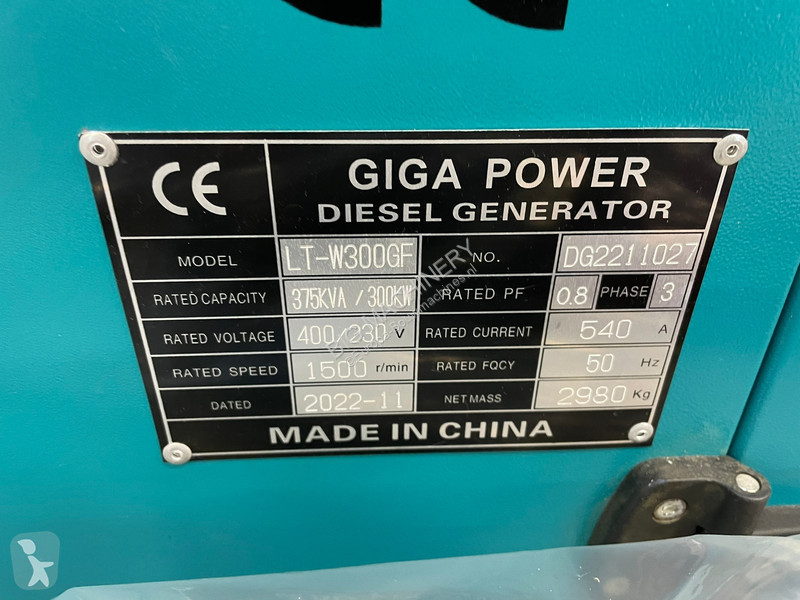 CE GIGA POWER
DIESEL GENERATOR
MODEL LT-W300GF NO. DG2211027
RATED CAPACITY 375KVA / 300KW RATED PF 0.8 PHASE 3
RATED VOLTAGE 400/230 V RATED CURRENT 540 A
RATED SPEED 1500 r/min RATED FQCY 50 Hz
DATED 2022-11 NET MASS 2980 Kg
MADE IN CHINA